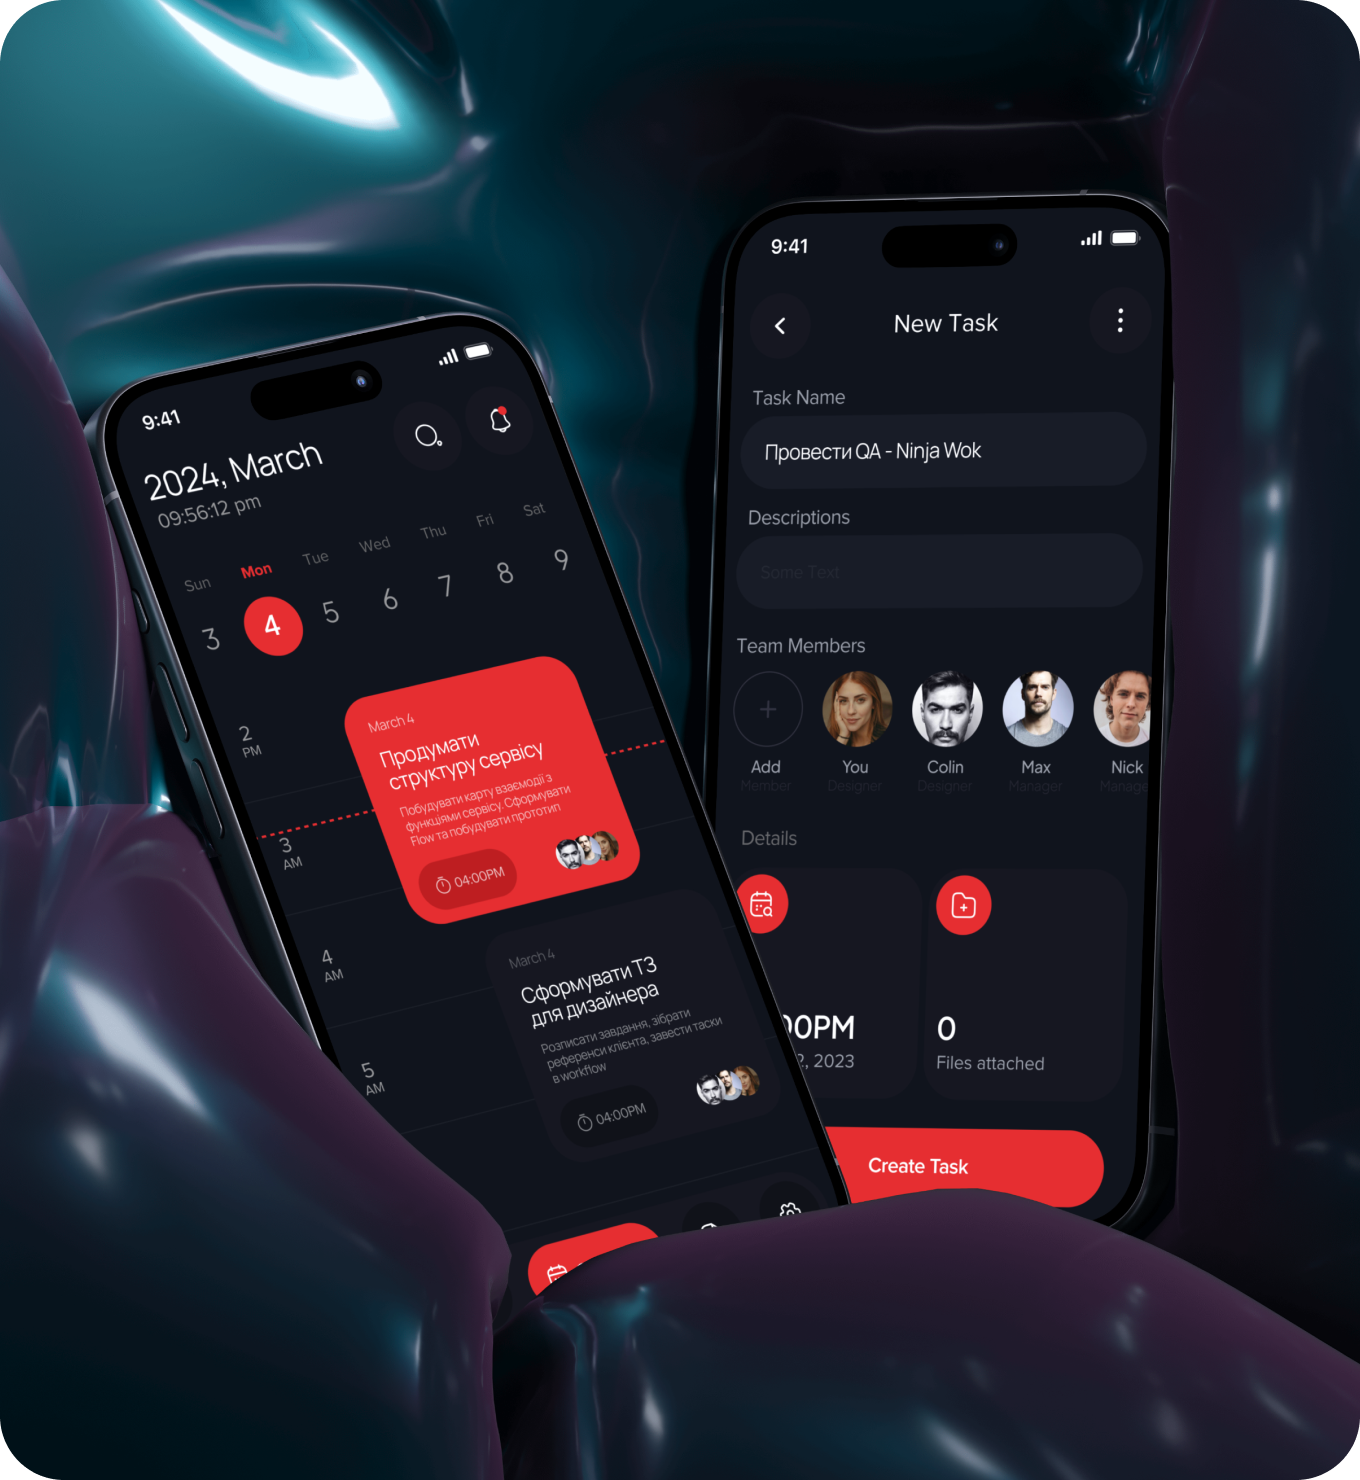 9:41
2024, March
09:56:12 pm
Sun Mon Tue Wed Thu Fri Sat
3 4 5 6 7 8 9
2
PM
3
AM
4
AM
5
AM
March 4
Продумати
структуру сервісу
Побудувати карту взаємодії з
функціями сервісу. Сформувати
Flow та побудувати прототип
04:00PM
March 4
Сформувати ТЗ
для дизайнера
Розписати завдання, зібрати
референси клієнта, завести таски
в workflow
04:00PM
9:41
New Task
Task Name
Провести QA - Ninja Wok
Descriptions
Some Text
Team Members
Add You Colin Max Nick
Member Designer Designer Manager Manage
Details
00PM
2, 2023
0
Files attached
Create Task